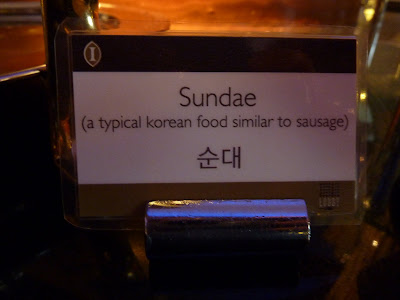 Sundae
(a typical korean food similar to sausage)
순대